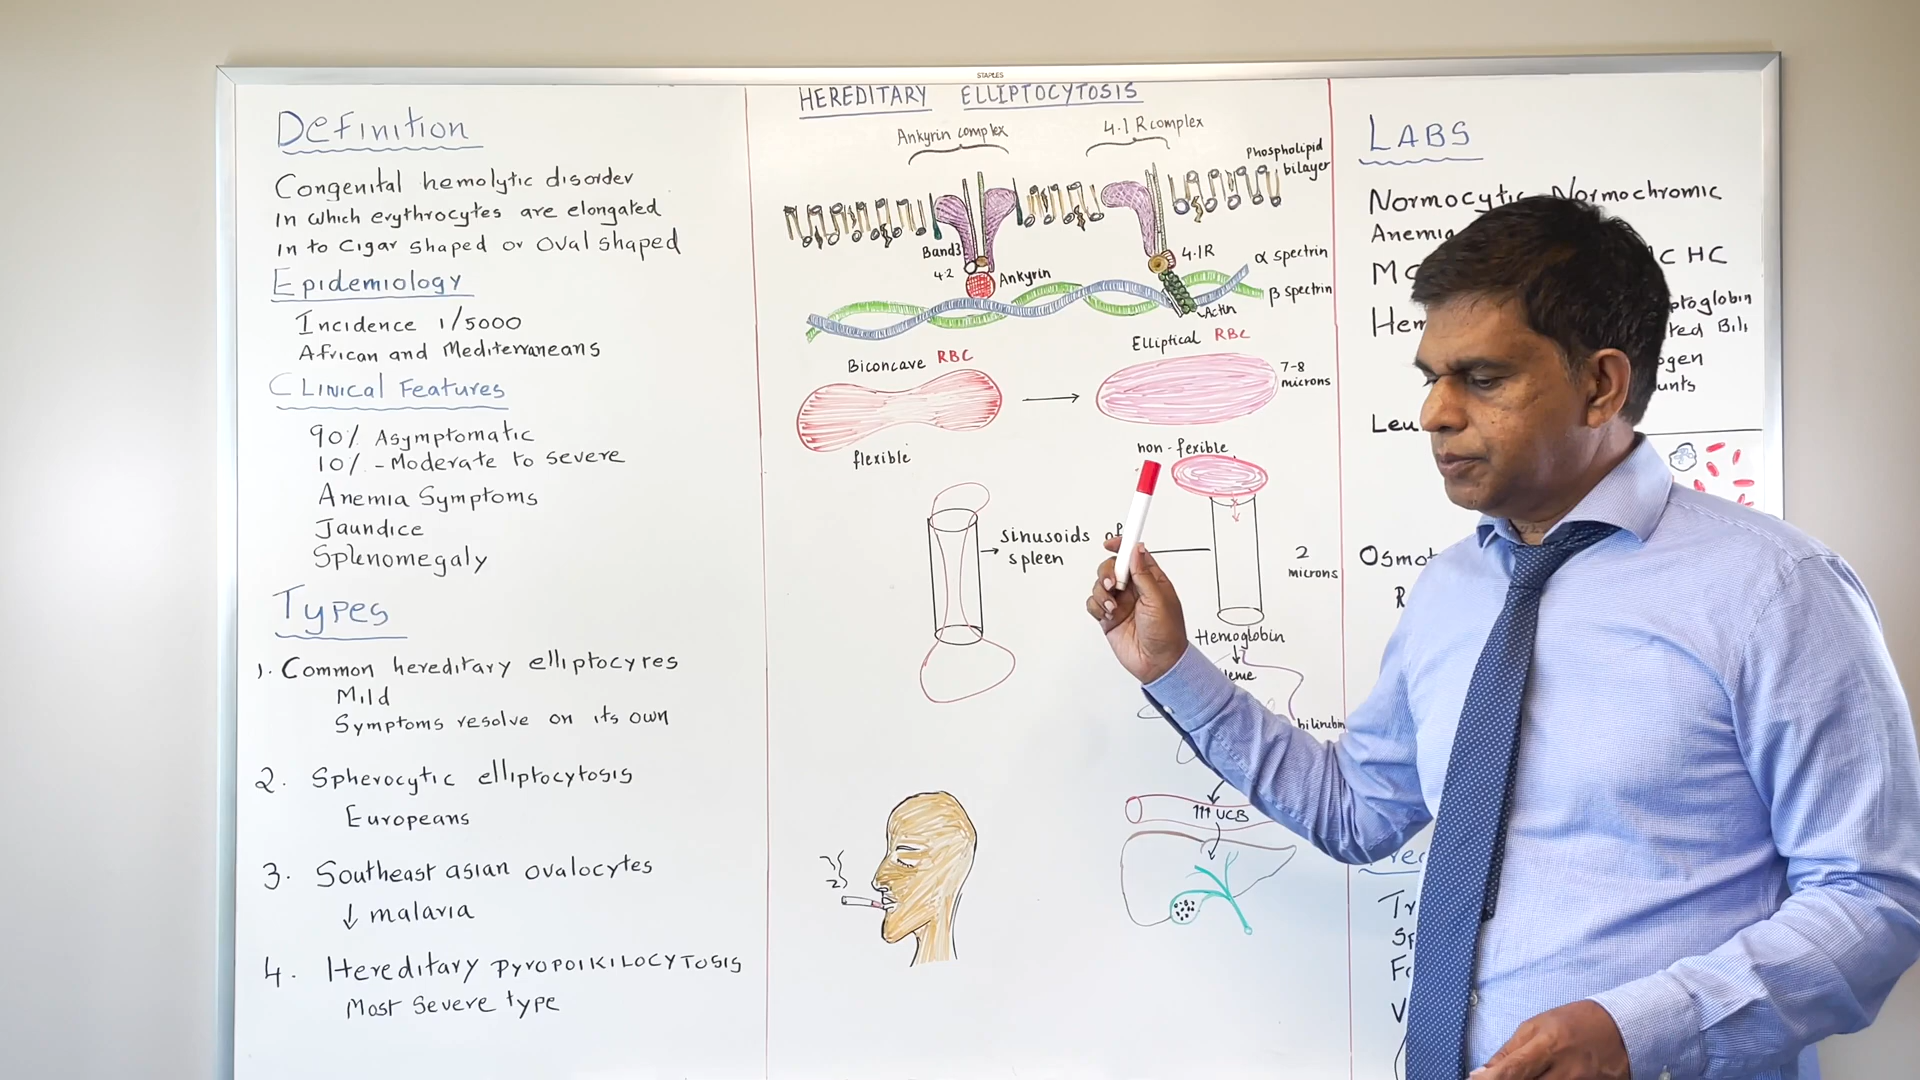 STAPLES
Definition
Congenital hemolytic disorder
In which erythrocytes are elongated
In to Cigar shaped or Oval shaped
Epidemiology
Incidence 1/5000
African and Mediterraneans
Clinical Features
90% Asymptomatic
10% - Moderate to severe
Anemia Symptoms
Jaundice
Splenomegaly
Types
1. Common hereditary elliptocyres
Mild
Symptoms resolve on its own
2. Spherocytic elliptocytosis
Europeans
3. Southeast asian ovalocytes
↓ malaria
4. Hereditary PYROPOIKILOCYTOSIS
Most Severe type
HEREDITARY ELLIPTOCYTOSIS
Ankyrin complex
4.1 R complex
Phospholipid
bilayer
Band3
4.2
Ankyrin
4.1R
α spectrin
β spectrin
Actin
Biconcave RBC
Elliptical RBC
7-8
microns
flexible
non-fexible
Sinusoids of
spleen
2
microns
Hemoglobin
bilirubin
↑↑↑ UCB
LABS
Normocytic Normochromic
Anemia
CHC